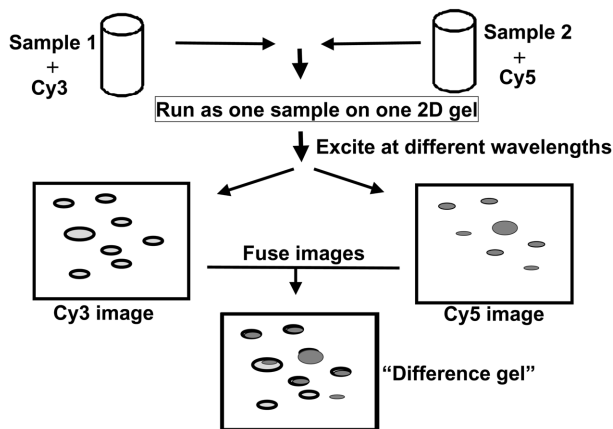 Sample 1
+
Cy3
Sample 2
+
Cy5
Run as one sample on one 2D gel
Excite at different wavelengths
Fuse images
Cy3 image
Cy5 image
“Difference gel”